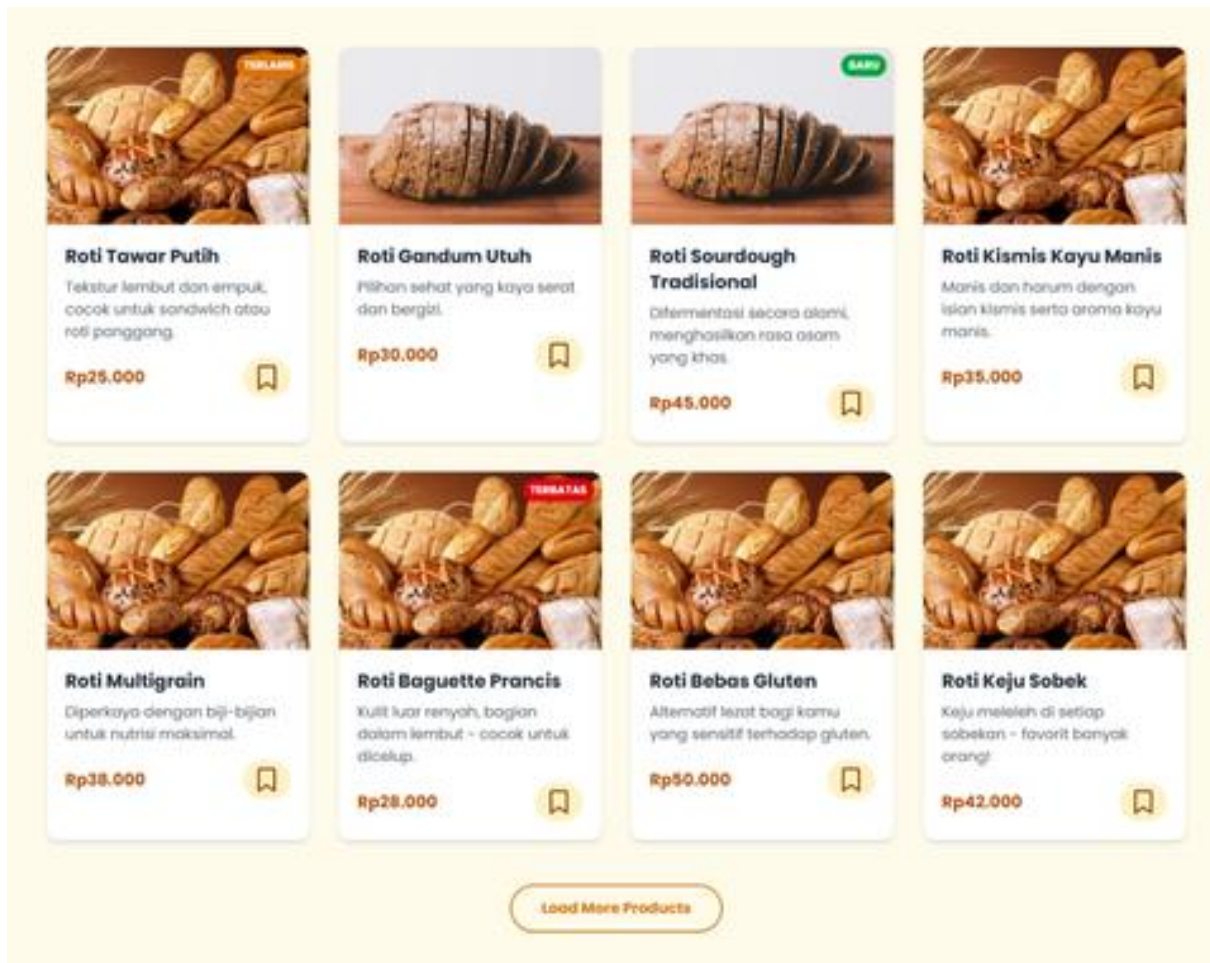 TERLARIS
Roti Tawar Putih
Tekstur lembut dan empuk,
cocok untuk sandwich atau
roti panggang.
Rp25.000
Roti Gandum Utuh
Pilihan sehat yang kaya serat
dan bergizi.
Rp30.000
BARU
Roti Sourdough
Tradisional
Difermentasi secara alami,
menghasilkan rasa asam
yang khas.
Rp45.000
Roti Kismis Kayu Manis
Manis dan harum dengan
isian kismis serta aroma kayu
manis.
Rp35.000
Roti Multigrain
Diperkaya dengan biji-bijian
untuk nutrisi maksimal.
Rp38.000
TERBATAS
Roti Baguette Prancis
Kulit luar renyah, bagian
dalam lembut - cocok untuk
dicelup.
Rp28.000
Roti Bebas Gluten
Alternatif lezat bagi kamu
yang sensitif terhadap gluten.
Rp50.000
Roti Keju Sobek
Keju meleleh di setiap
sobekan - favorit banyak
orang!
Rp42.000
Load More Products